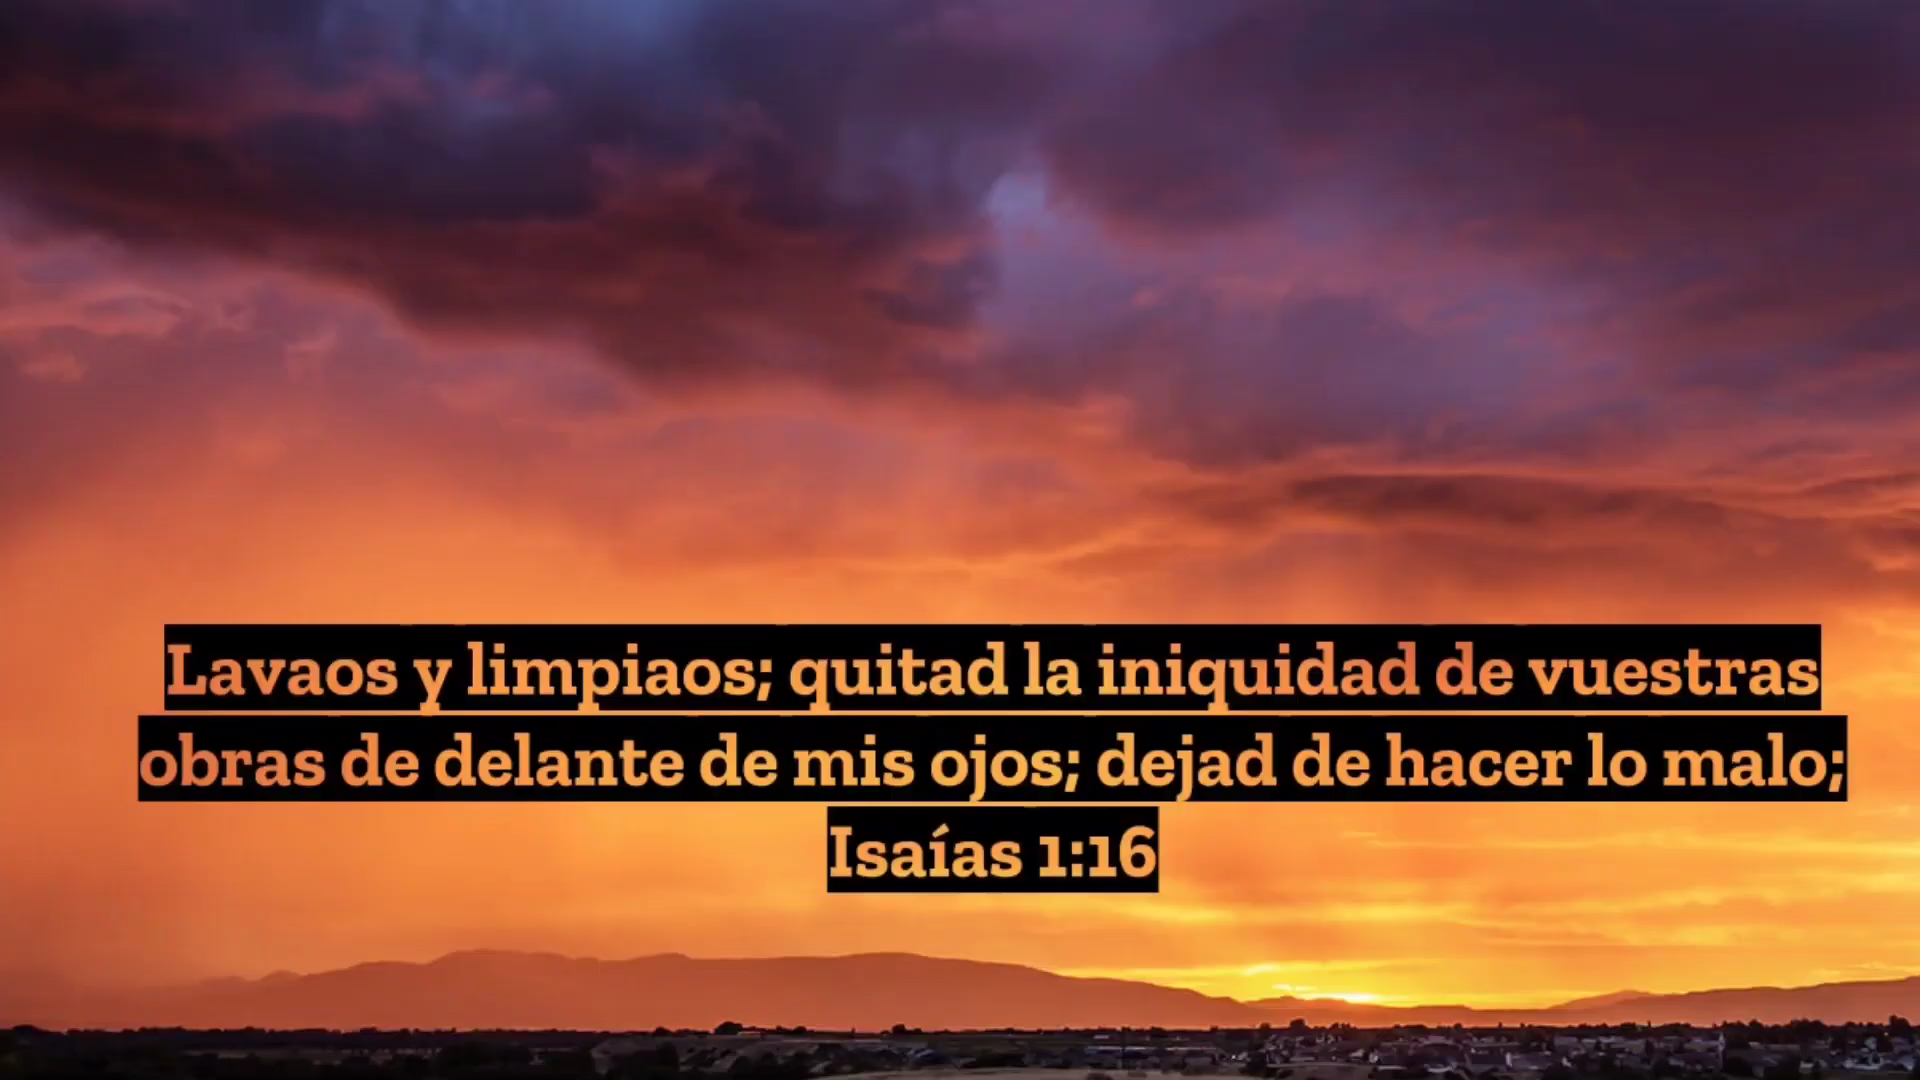 Lavaos y limpiaos; quitad la iniquidad de vuestras
obras de delante de mis ojos; dejad de hacer lo malo;
Isaías 1:16